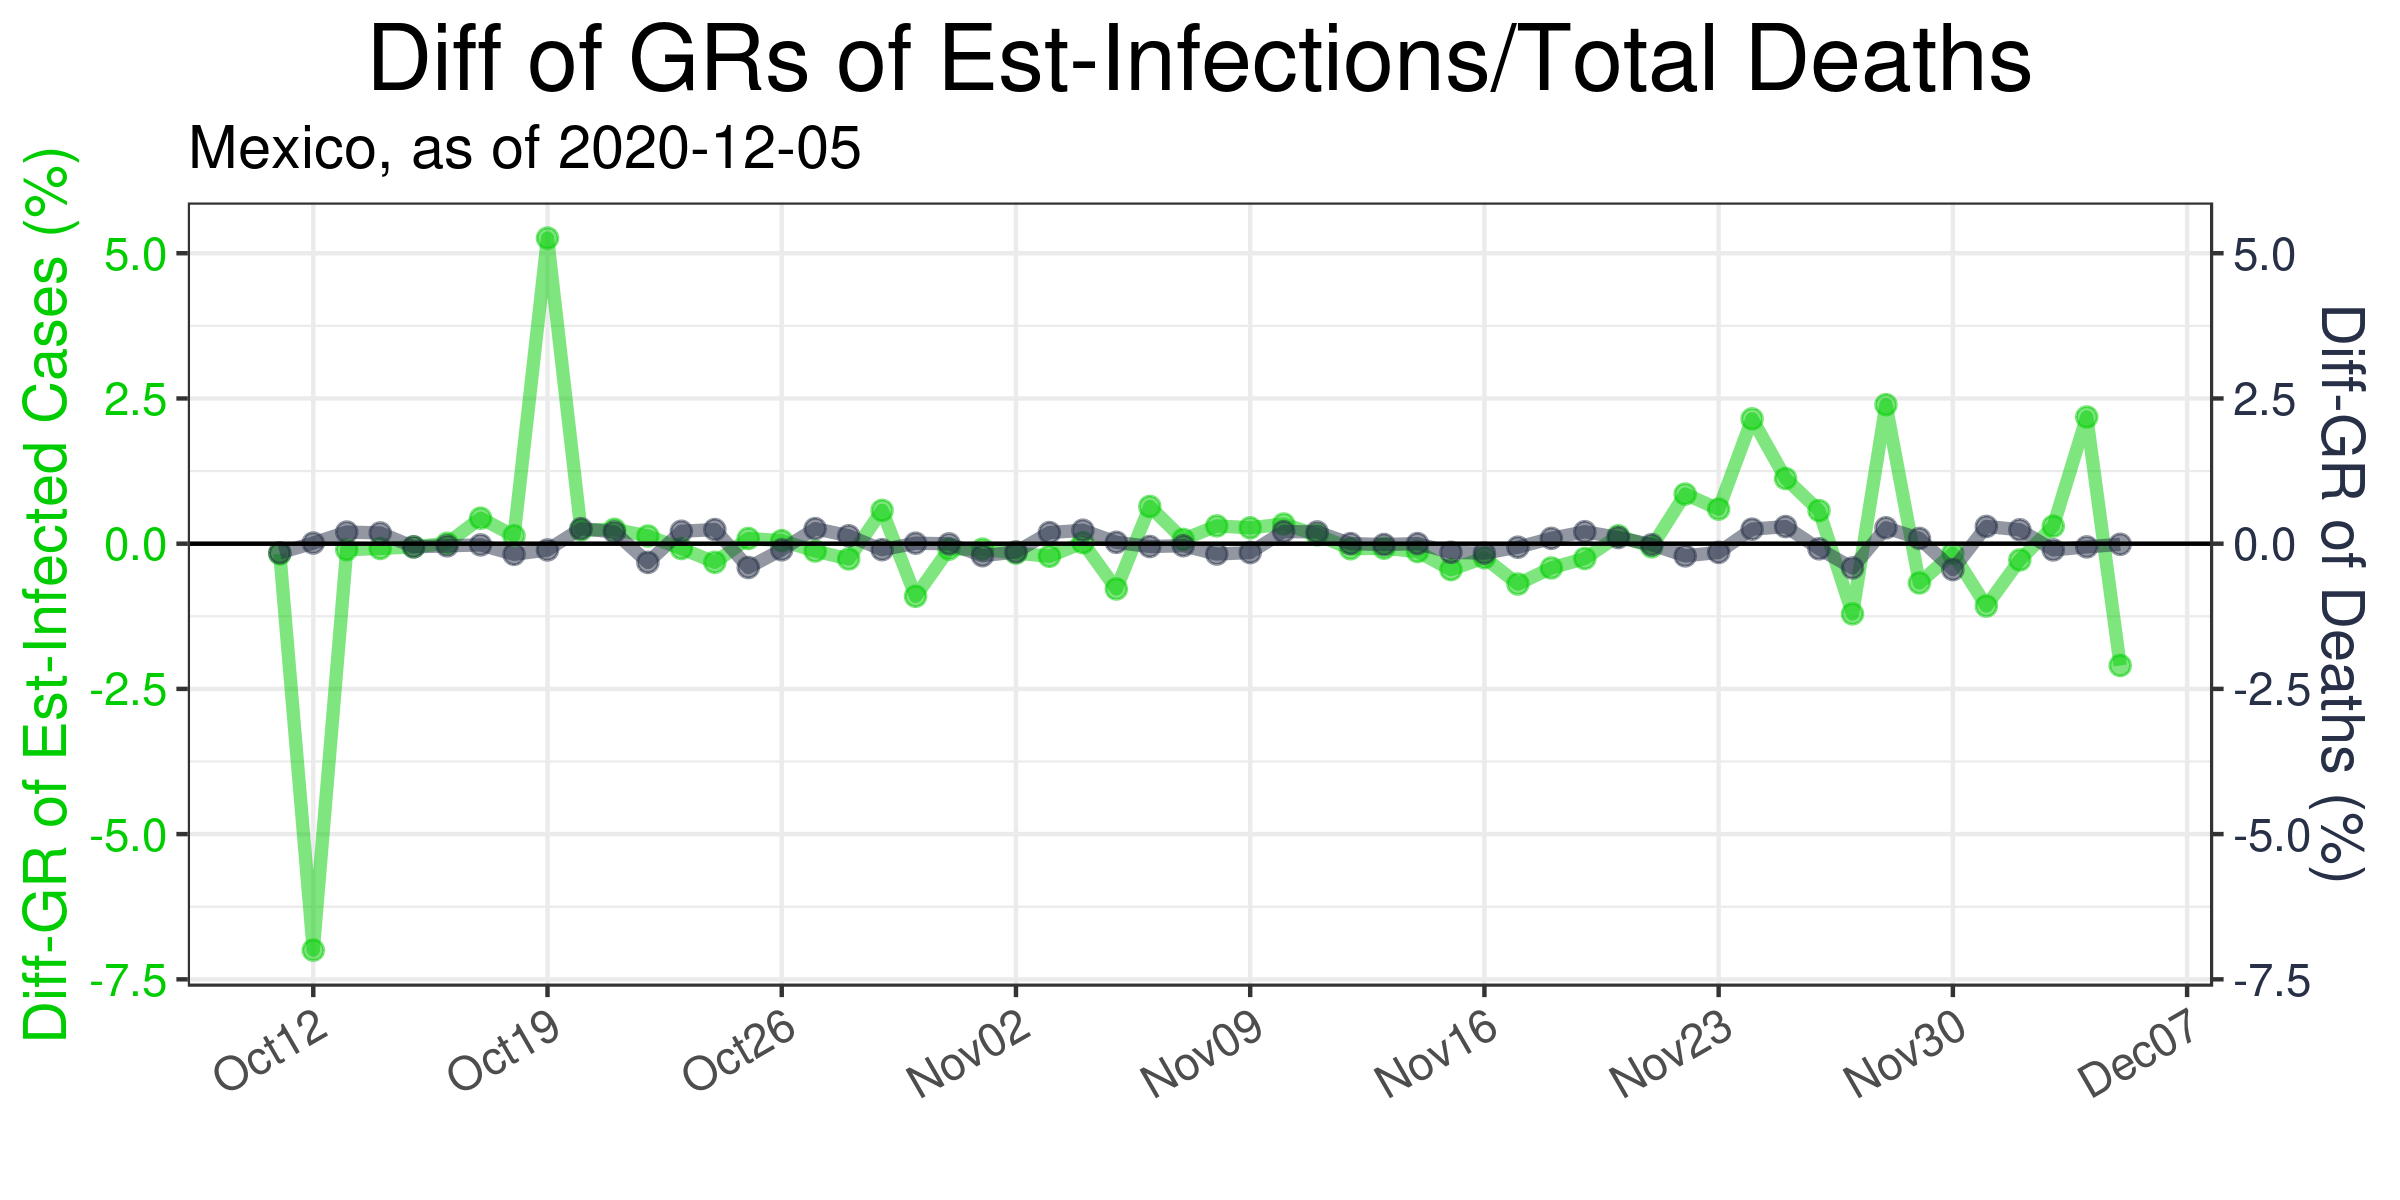 Diff of GRs of Est-Infections/Total Deaths
Mexico, as of 2020-12-05
Diff-GR of Est-Infected Cases (%)
5.0
2.5
0.0
-2.5
-5.0
-7.5
5.0
2.5
0.0
-2.5
-5.0
-7.5
Diff-GR of Deaths (%)
Oct12
Oct19
Oct26
Nov02
Nov09
Nov16
Nov23
Nov30
Dec07